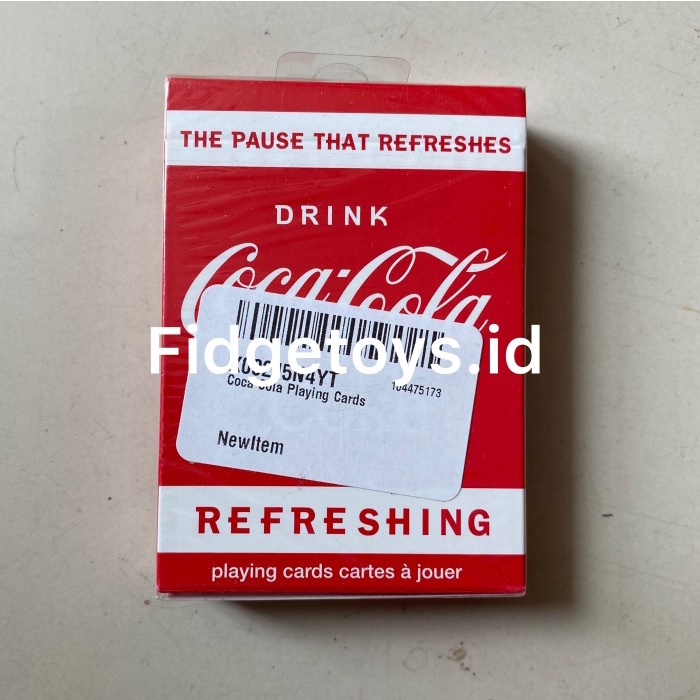 THE PAUSE THAT REFRESHES
DRINK
Coca-Cola
Fidgetoys.id
104475173
Coca-Cola Playing Cards
NewItem
REFRESHING
playing cards cartes à jouer